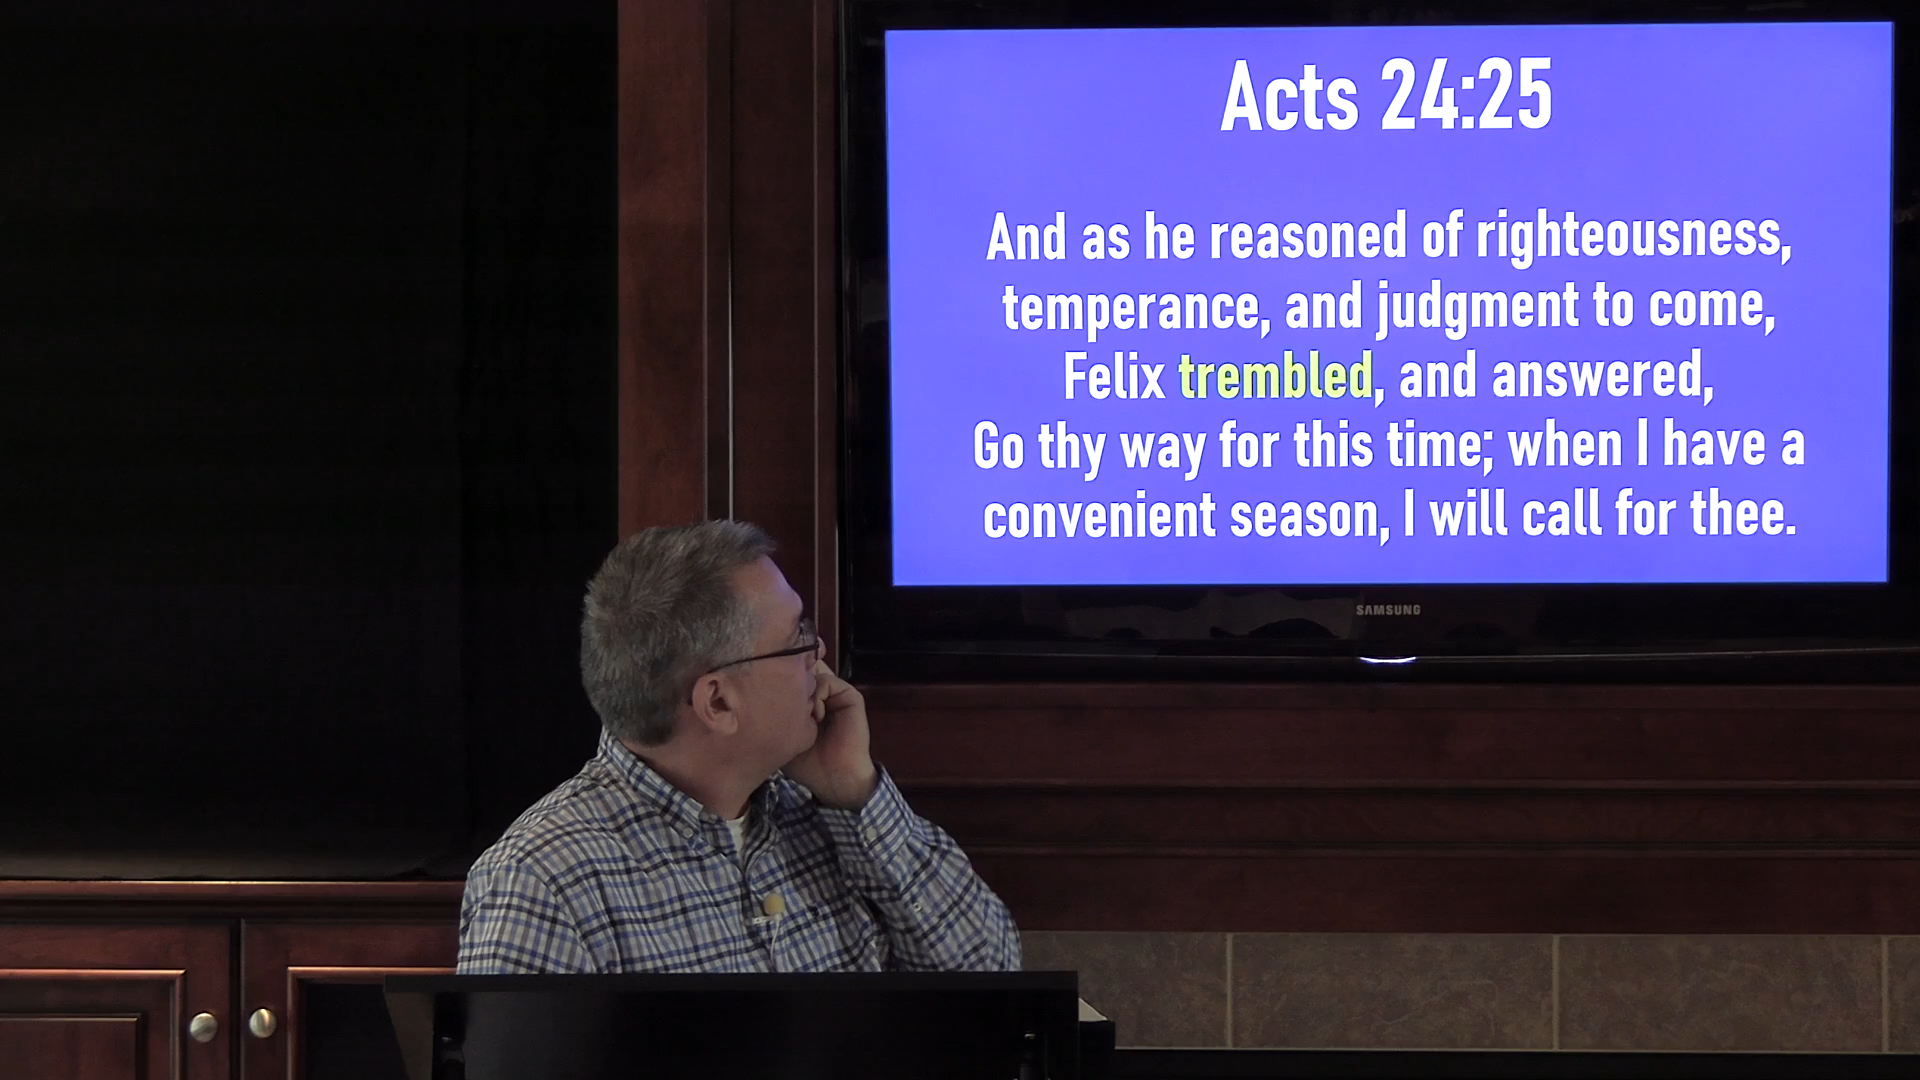 Acts 24:25
And as he reasoned of righteousness,
temperance, and judgment to come,
Felix trembled, and answered,
Go thy way for this time; when I have a
convenient season, I will call for thee.
SAMSUNG